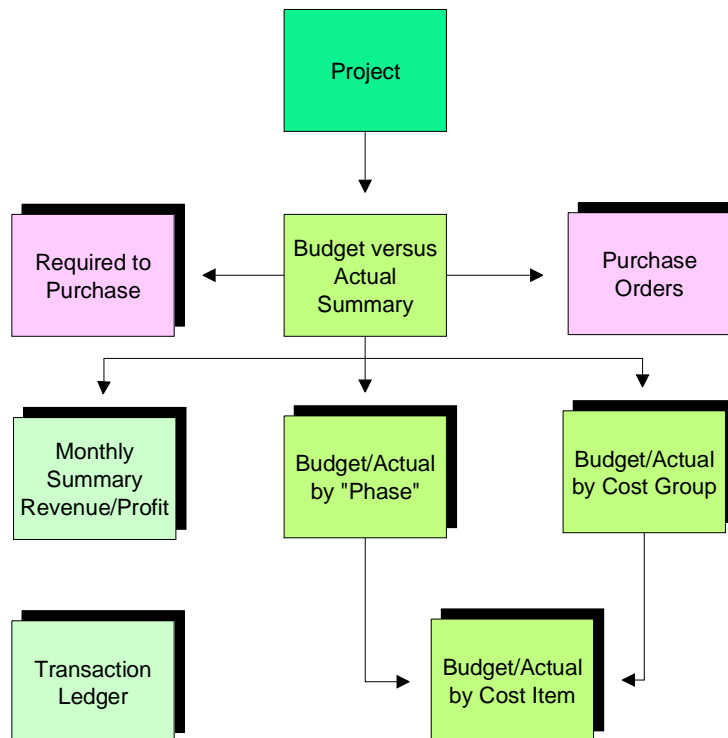 Project
Required to
Purchase
Budget versus
Actual
Summary
Purchase
Orders
Monthly
Summary
Revenue/Profit
Budget/Actual
by "Phase"
Budget/Actual
by Cost Group
Transaction
Ledger
Budget/Actual
by Cost Item